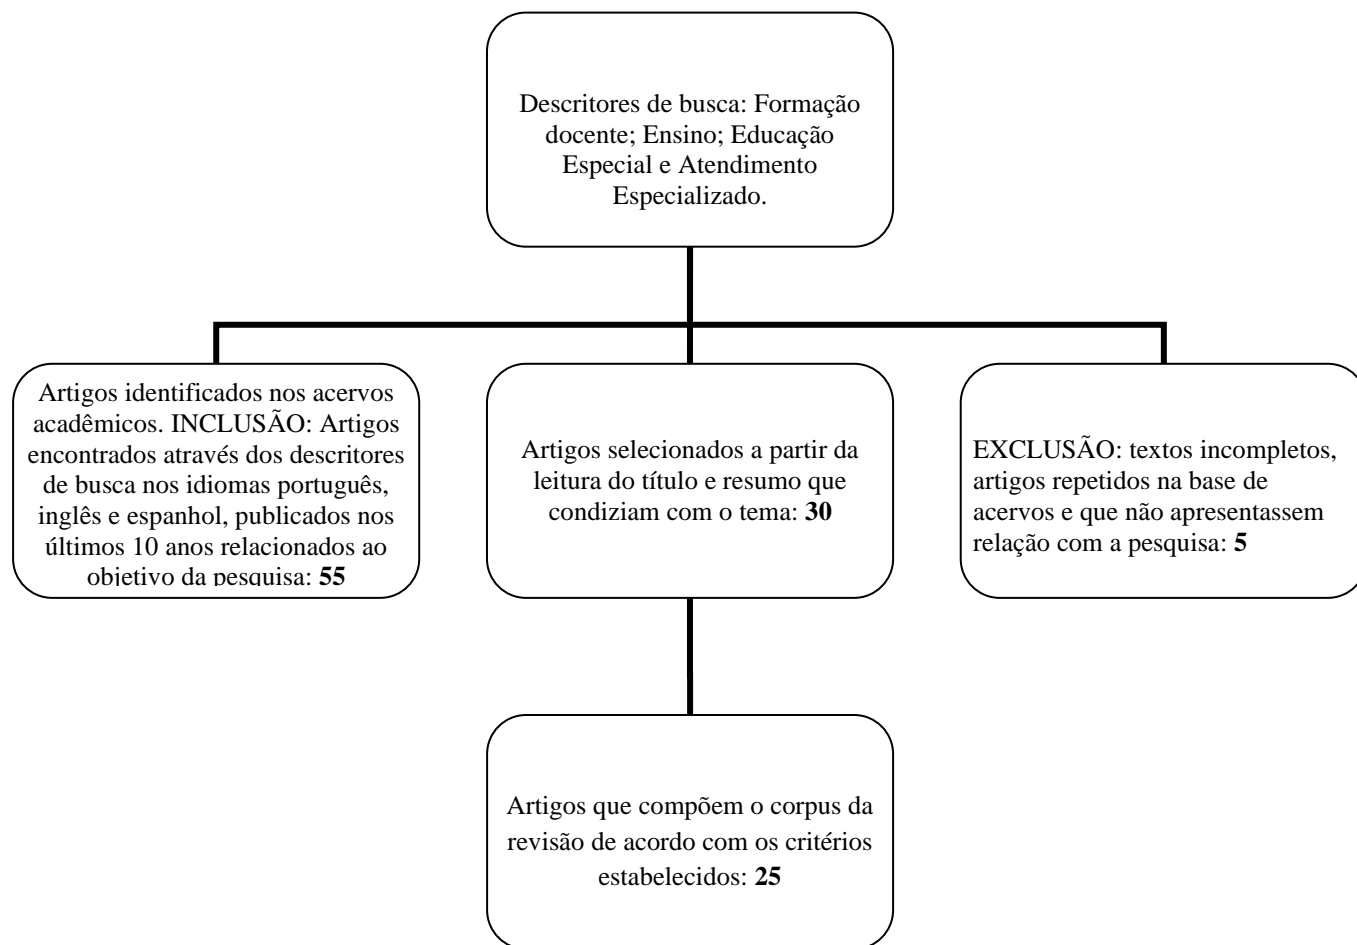 Descritores de busca: Formação
docente; Ensino; Educação
Especial e Atendimento
Especializado.
Artigos identificados nos acervos
acadêmicos. INCLUSÃO: Artigos
encontrados através dos descritores
de busca nos idiomas português,
inglês e espanhol, publicados nos
últimos 10 anos relacionados ao
objetivo da pesquisa: 55
Artigos selecionados a partir da
leitura do título e resumo que
condiziam com o tema: 30
EXCLUSÃO: textos incompletos,
artigos repetidos na base de
acervos e que não apresentassem
relação com a pesquisa: 5
Artigos que compõem o corpus da
revisão de acordo com os critérios
estabelecidos: 25